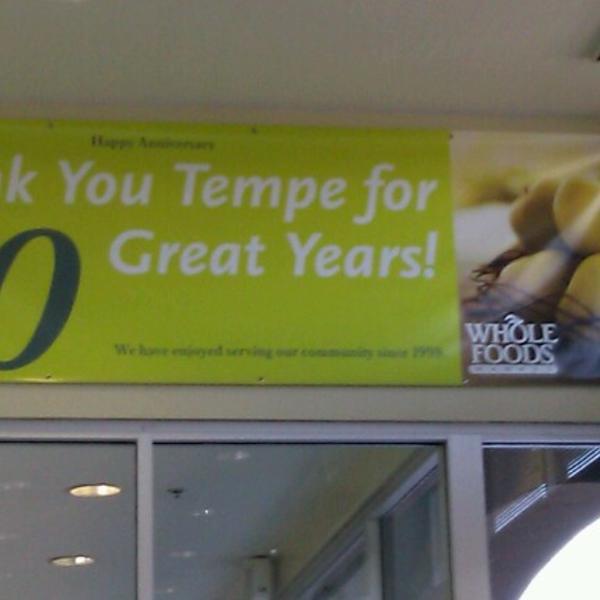 Happy Anniversary
k You Tempe for
0 Great Years!
We have enjoyed serving our community since 1998
WHOLE
FOODS